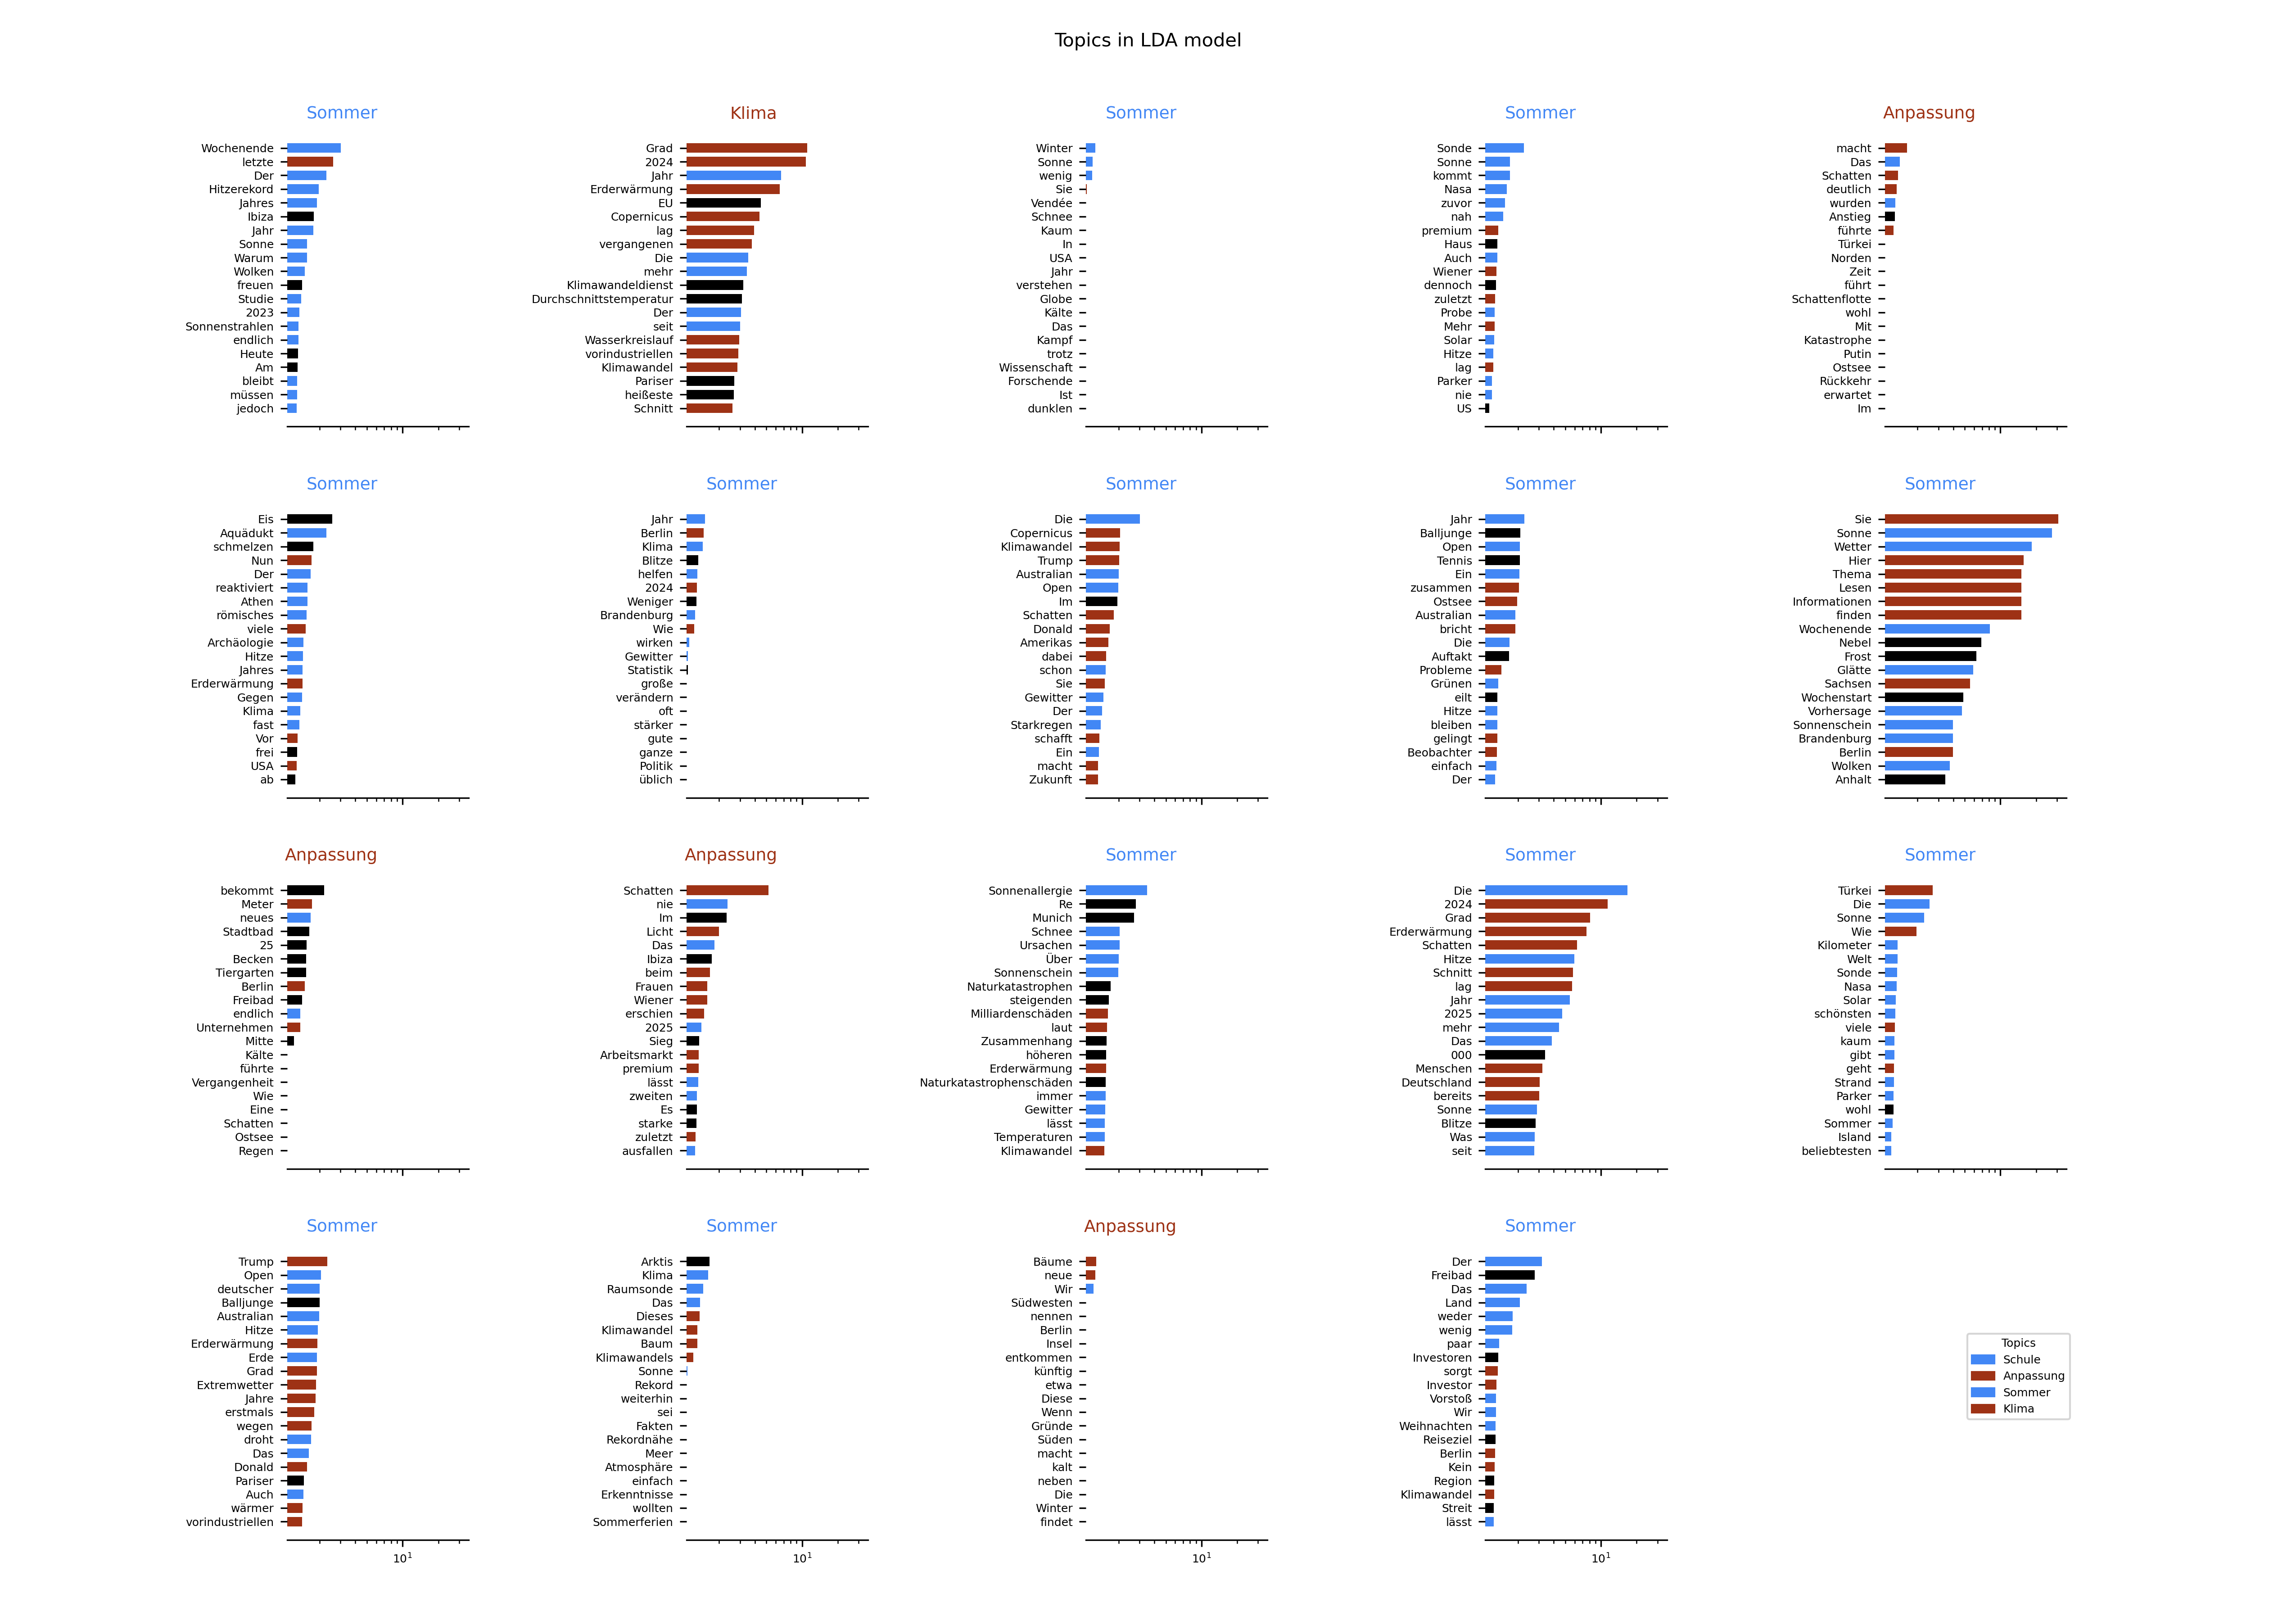 Topics in LDA model
Sommer
Wochenende
letzte
Der
Hitzerekord
Jahres
Ibiza
Jahr
Sonne
Warum
Wolken
freuen
Studie
2023
Sonnenstrahlen
endlich
Heute
Am
bleibt
müssen
jedoch
Klima
Grad
2024
Jahr
Erderwärmung
EU
Copernicus
lag
vergangenen
Die
mehr
Klimawandeldienst
Durchschnittstemperatur
Der
seit
Wasserkreislauf
vorindustriellen
Klimawandel
Pariser
heißeste
Schnitt
Sommer
Winter
Sonne
wenig
Sie
Vendée
Schnee
Kaum
In
USA
Jahr
verstehen
Globe
Kälte
Das
Kampf
trotz
Wissenschaft
Forschende
Ist
dunklen
Sommer
Sonde
Sonne
kommt
Nasa
zuvor
nah
premium
Haus
Auch
Wiener
dennoch
zuletzt
Probe
Mehr
Solar
Hitze
lag
Parker
nie
US
Anpassung
macht
Das
Schatten
deutlich
wurden
Anstieg
führte
Türkei
Norden
Zeit
führt
Schattenflotte
wohl
Mit
Katastrophe
Putin
Ostsee
Rückkehr
erwartet
Im
Sommer
Eis
Aquädukt
schmelzen
Nun
Der
reaktiviert
Athen
römisches
viele
Archäologie
Hitze
Jahres
Erderwärmung
Gegen
Klima
fast
Vor
frei
USA
ab
Sommer
Jahr
Berlin
Klima
Blitze
helfen
2024
Weniger
Brandenburg
Wie
wirken
Gewitter
Statistik
große
verändern
oft
stärker
gute
ganze
Politik
üblich
Sommer
Die
Copernicus
Klimawandel
Trump
Australian
Open
Im
Schatten
Donald
Amerikas
dabei
schon
Sie
Gewitter
Der
Starkregen
schafft
Ein
macht
Zukunft
Sommer
Jahr
Balljunge
Open
Tennis
Ein
zusammen
Ostsee
Australian
bricht
Die
Auftakt
Probleme
Grünen
eilt
Hitze
bleiben
gelingt
Beobachter
einfach
Der
Sommer
Sie
Sonne
Wetter
Hier
Thema
Lesen
Informationen
finden
Wochenende
Nebel
Frost
Glätte
Sachsen
Wochenstart
Vorhersage
Sonnenschein
Brandenburg
Berlin
Wolken
Anhalt
Anpassung
bekommt
Meter
neues
Stadtbad
25
Becken
Tiergarten
Berlin
Freibad
endlich
Unternehmen
Mitte
Kälte
führte
Vergangenheit
Wie
Eine
Schatten
Ostsee
Regen
Anpassung
Schatten
nie
Im
Licht
Das
Ibiza
beim
Frauen
Wiener
erschien
2025
Sieg
Arbeitsmarkt
premium
lässt
zweiten
Es
starke
zuletzt
ausfallen
Sommer
Sonnenallergie
Re
Munich
Schnee
Ursachen
Über
Sonnenschein
Naturkatastrophen
steigenden
Milliardenschäden
laut
Zusammenhang
höheren
Erderwärmung
Naturkatastrophenschäden
immer
Gewitter
lässt
Temperaturen
Klimawandel
Sommer
Die
2024
Grad
Erderwärmung
Schatten
Hitze
Schnitt
lag
Jahr
2025
mehr
Das
000
Menschen
Deutschland
bereits
Sonne
Blitze
Was
seit
Sommer
Türkei
Die
Sonne
Wie
Kilometer
Welt
Sonde
Nasa
Solar
schönsten
viele
kaum
gibt
geht
Strand
Parker
wohl
Sommer
Island
beliebtesten
Sommer
Trump
Open
deutscher
Balljunge
Australian
Hitze
Erderwärmung
Erde
Grad
Extremwetter
Jahre
erstmals
wegen
droht
Das
Donald
Pariser
Auch
wärmer
vorindustriellen
10¹
Sommer
Arktis
Klima
Raumsonde
Das
Dieses
Klimawandel
Baum
Klimawandels
Sonne
Rekord
weiterhin
sei
Fakten
Rekordnähe
Meer
Atmosphäre
einfach
Erkenntnisse
wollten
Sommerferien
10¹
Anpassung
Bäume
neue
Wir
Südwesten
nennen
Berlin
Insel
entkommen
künftig
etwa
Diese
Wenn
Gründe
Süden
macht
kalt
neben
Die
Winter
findet
10¹
Sommer
Der
Freibad
Das
Land
weder
wenig
paar
Investoren
sorgt
Investor
Vorstoß
Wir
Weihnachten
Reiseziel
Berlin
Kein
Region
Klimawandel
Streit
lässt
10¹
Topics
Schule
Anpassung
Sommer
Klima